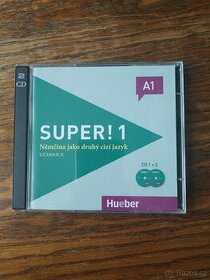 A1
SUPER! 1
Němčina jako druhý cizí jazyk
UČEBNICE
CD 1 + 2
Hueber
2
CD